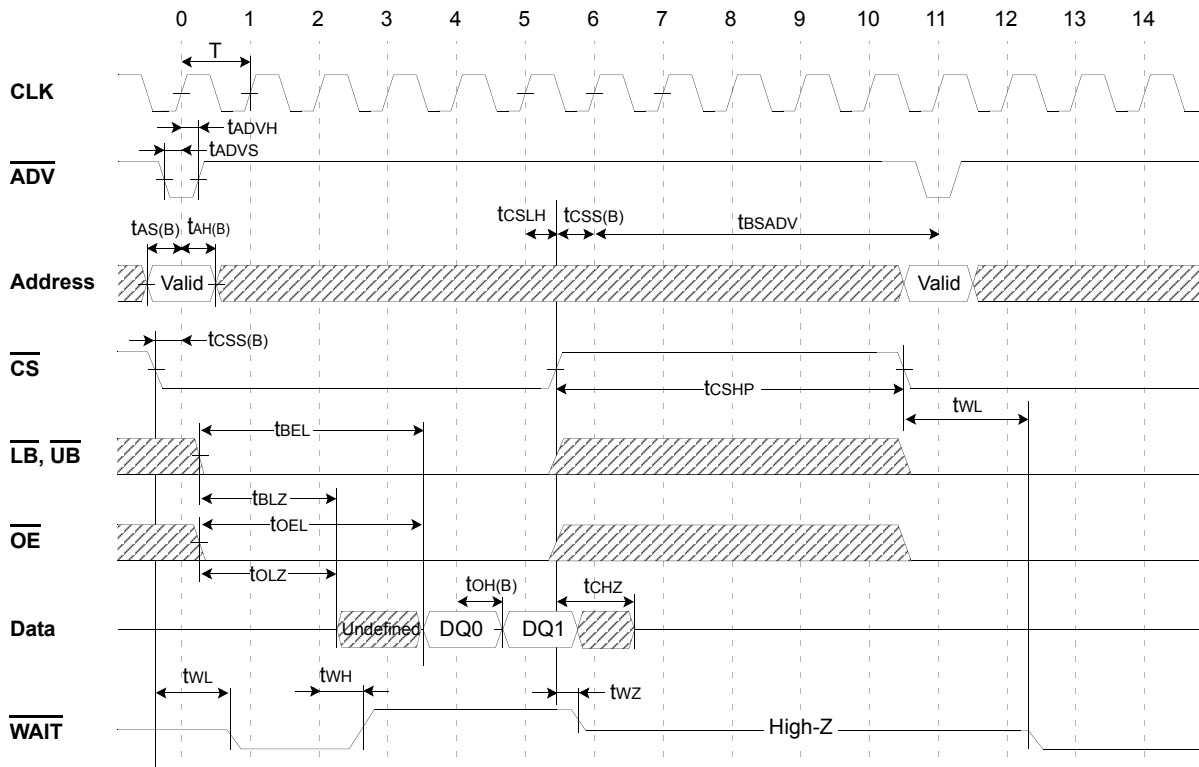 0 1 2 3 4 5 6 7 8 9 10 11 12 13 14
T
CLK
tADVH
tADVS
ADV
tCSLH tCSS(B) tBSADV
tAS(B) tAH(B)
Address Valid Valid
tCSS(B)
CS
tCSHP
tWL
tBEL
LB, UB
tBLZ
tOEL
OE
tOLZ
tOH(B) tCHZ
Data Undefined DQ0 DQ1
tWL tWH tWZ
WAIT High-Z